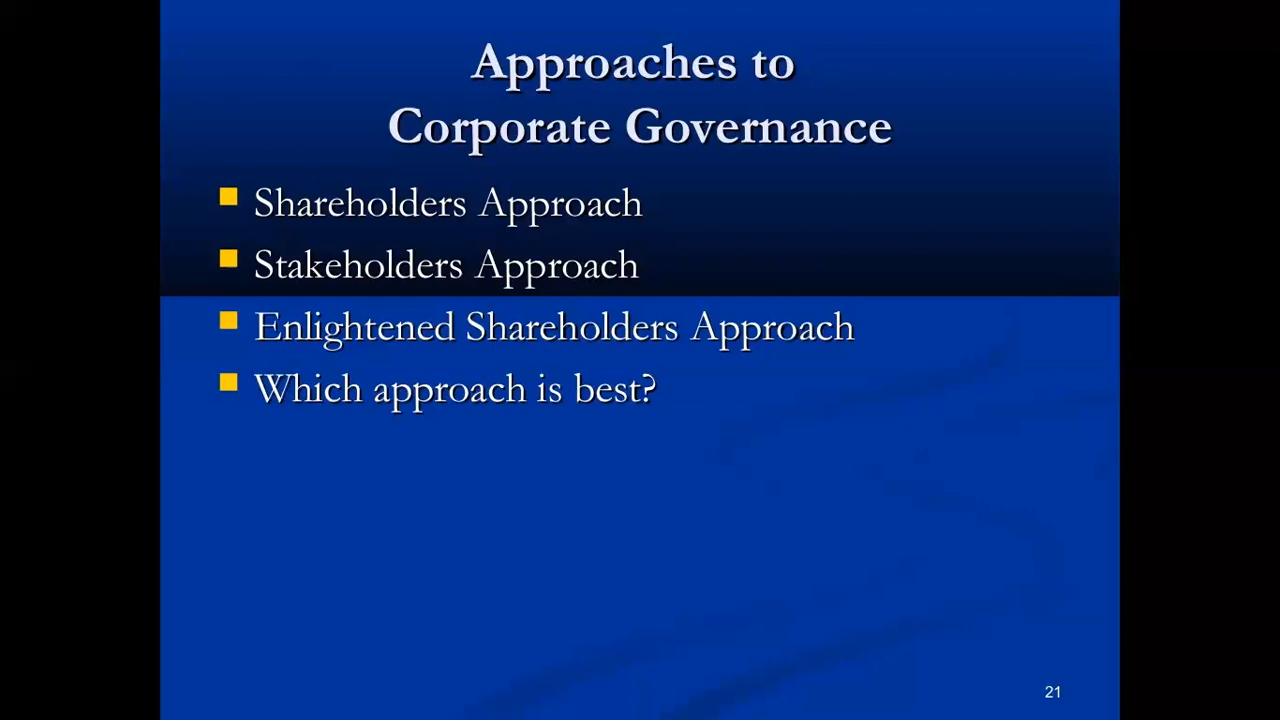 Approaches to
Corporate Governance
Shareholders Approach
Stakeholders Approach
Enlightened Shareholders Approach
Which approach is best?
21